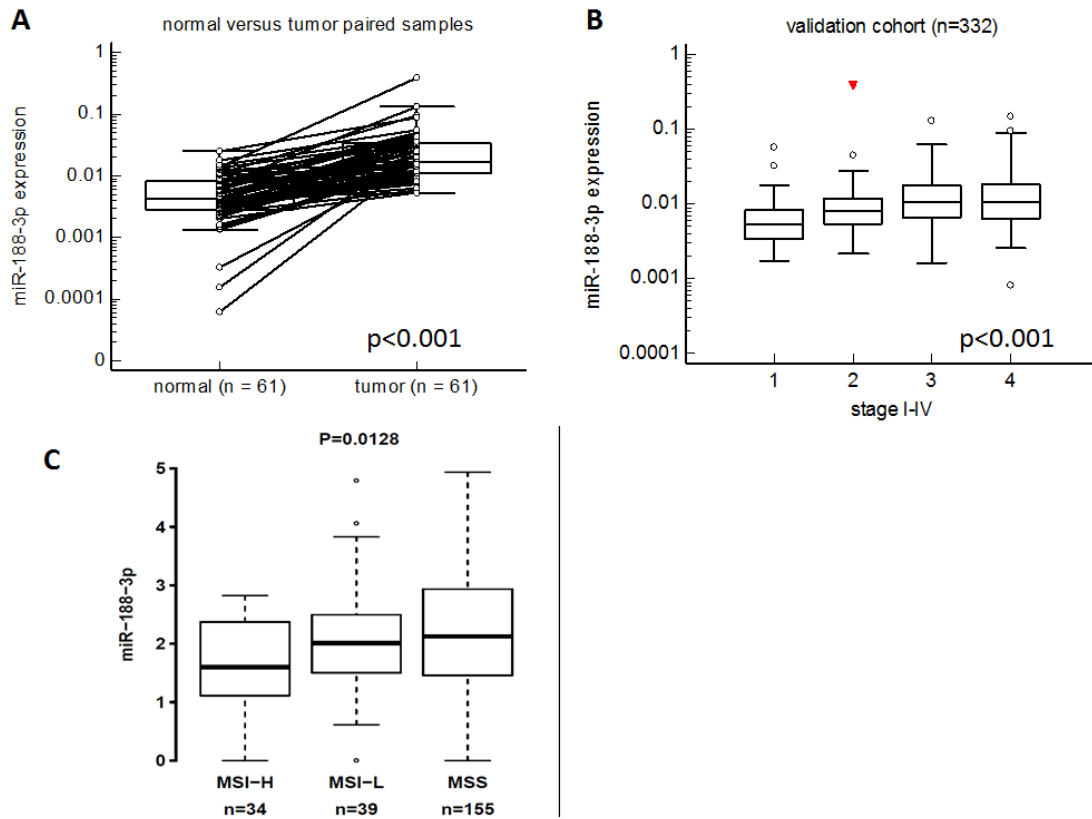 A
normal versus tumor paired samples
miR-188-3p expression
1
0.1
0.01
0.001
0.0001
0
p<0.001
normal (n = 61)
tumor (n = 61)
B
validation cohort (n=332)
miR-188-3p expression
1
0.1
0.01
0.001
0.0001
p<0.001
1 2 3 4
stage I-IV
C
P=0.0128
miR-188-3p
5
4
3
2
1
0
MSI-H MSI-L MSS
n=34 n=39 n=155